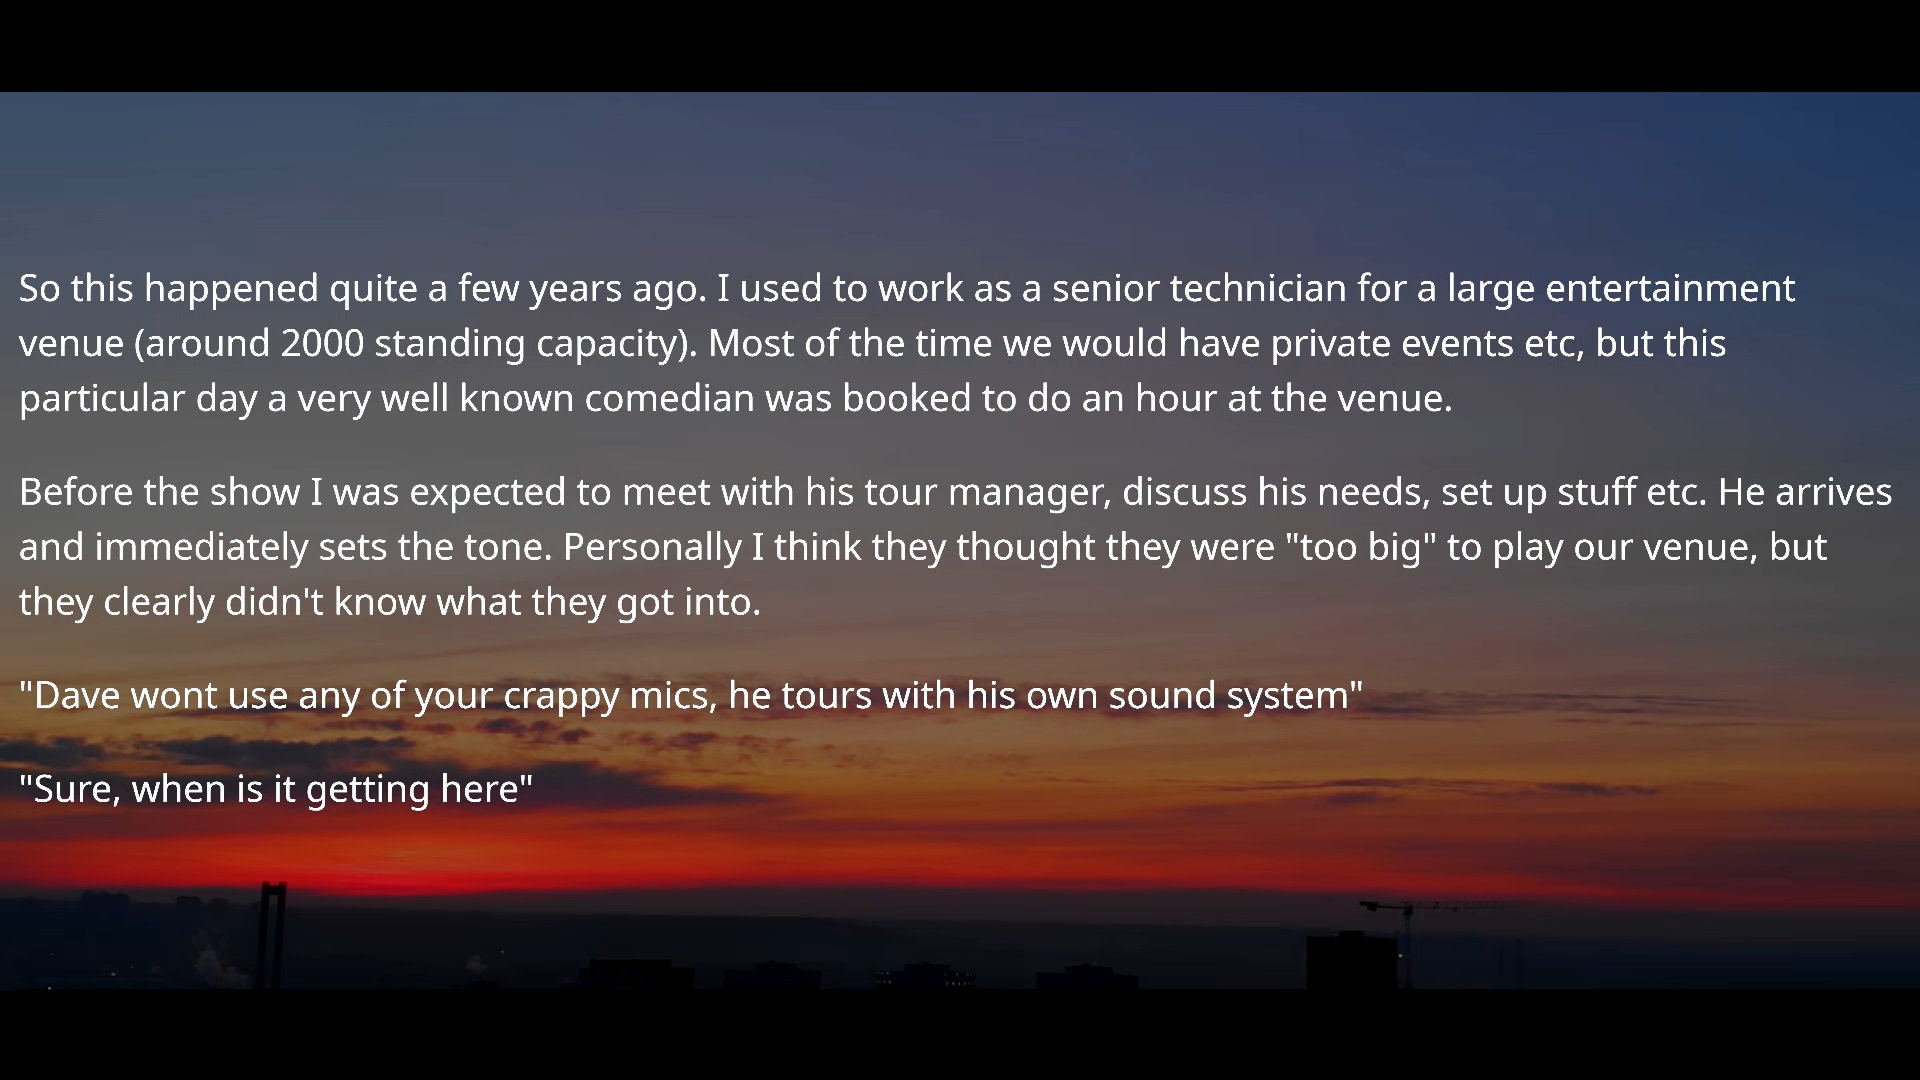 So this happened quite a few years ago. I used to work as a senior technician for a large entertainment
venue (around 2000 standing capacity). Most of the time we would have private events etc, but this
particular day a very well known comedian was booked to do an hour at the venue.
Before the show I was expected to meet with his tour manager, discuss his needs, set up stuff etc. He arrives
and immediately sets the tone. Personally I think they thought they were "too big" to play our venue, but
they clearly didn't know what they got into.
"Dave wont use any of your crappy mics, he tours with his own sound system"
"Sure, when is it getting here"